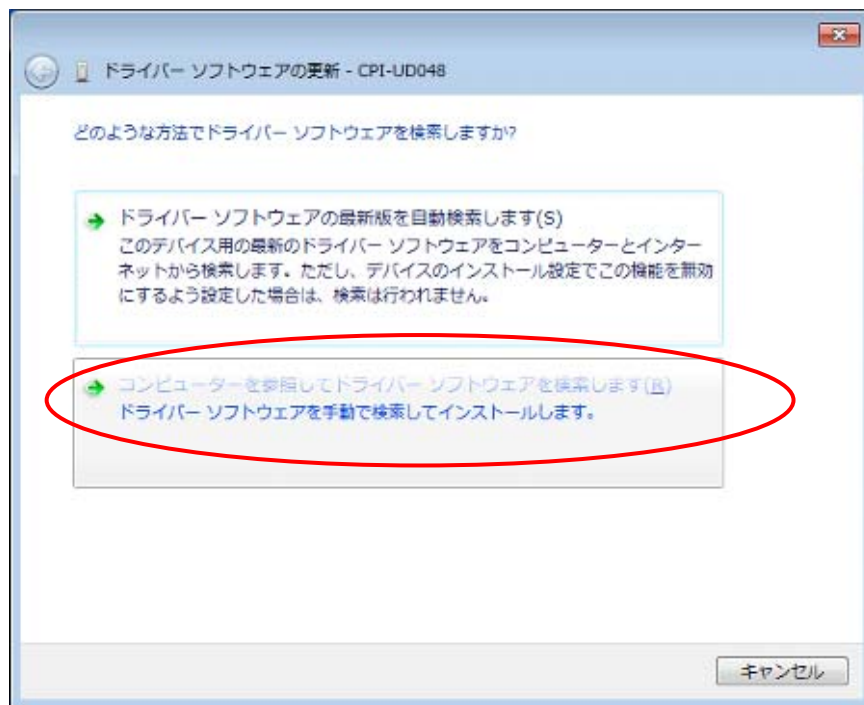 ドライバー ソフトウェアの更新 - CPI-UD048
どのような方法でドライバー ソフトウェアを検索しますか?
ドライバー ソフトウェアの最新版を自動検索します(S)
このデバイス用の最新のドライバー ソフトウェアをコンピューターとインター
ネットから検索します。ただし、デバイスのインストール設定でこの機能を無効
にするよう設定した場合は、検索は行われません。
コンピューターを参照してドライバー ソフトウェアを検索します(R)
ドライバー ソフトウェアを手動で検索してインストールします。
キャンセル